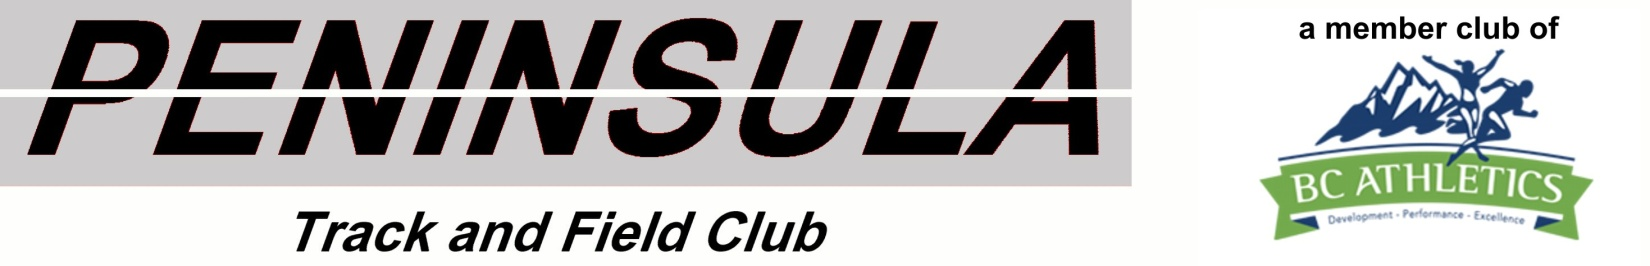 PENINSULA
Track and Field Club
a member club of
BC ATHLETICS
Development - Performance - Excellence